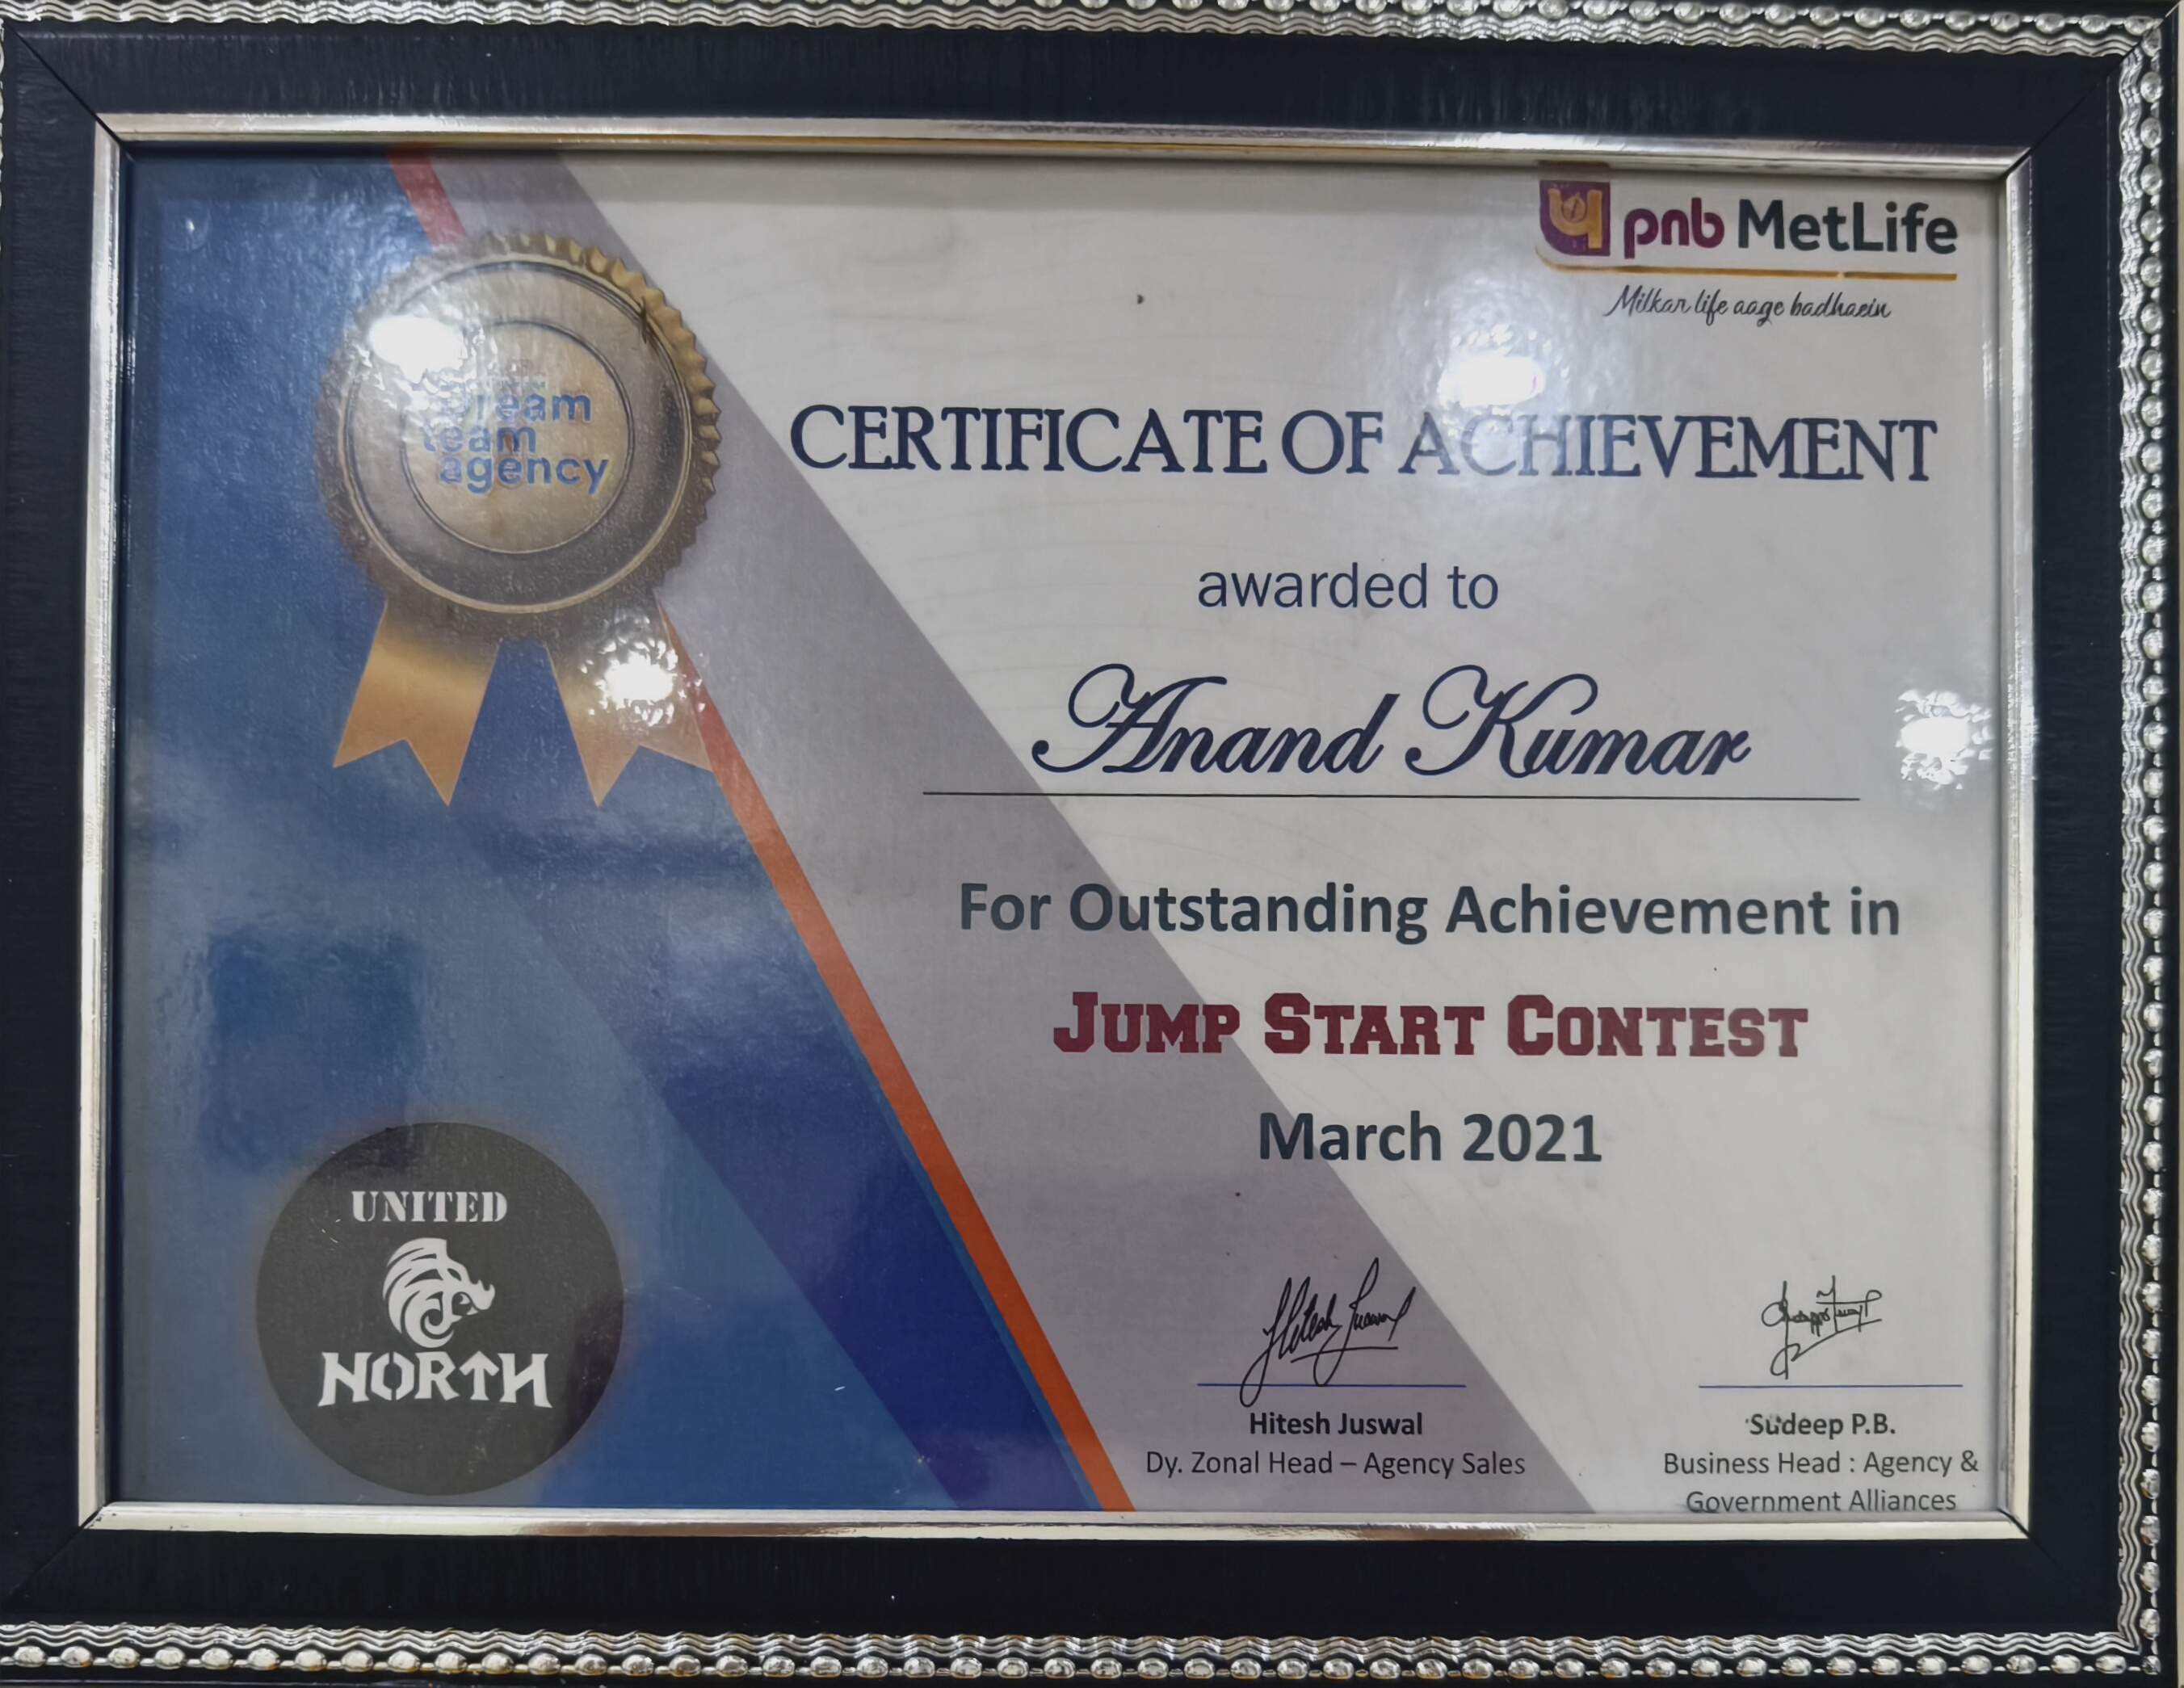 pnb MetLife
Milkar life aage badhaein
Dream
team
agency
CERTIFICATE OF ACHIEVEMENT
awarded to
Anand Kumar
For Outstanding Achievement in
JUMP START CONTEST
March 2021
UNITED
NORTH
Hitesh Juswal
Dy. Zonal Head – Agency Sales
Sudeep P.B.
Business Head : Agency &
Government Alliances